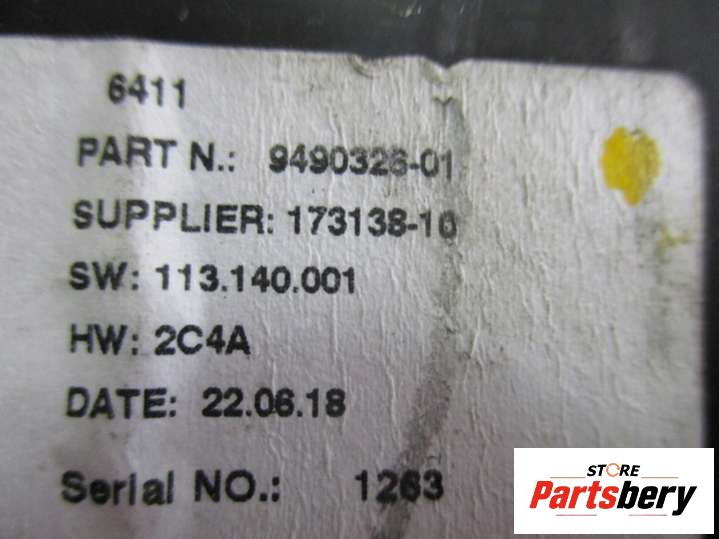 6411
PART N.: 9490326-01
SUPPLIER: 173138-10
SW: 113.140.001
HW: 2C4A
DATE: 22.06.18
Serial NO.: 1263
STORE
Partsbery